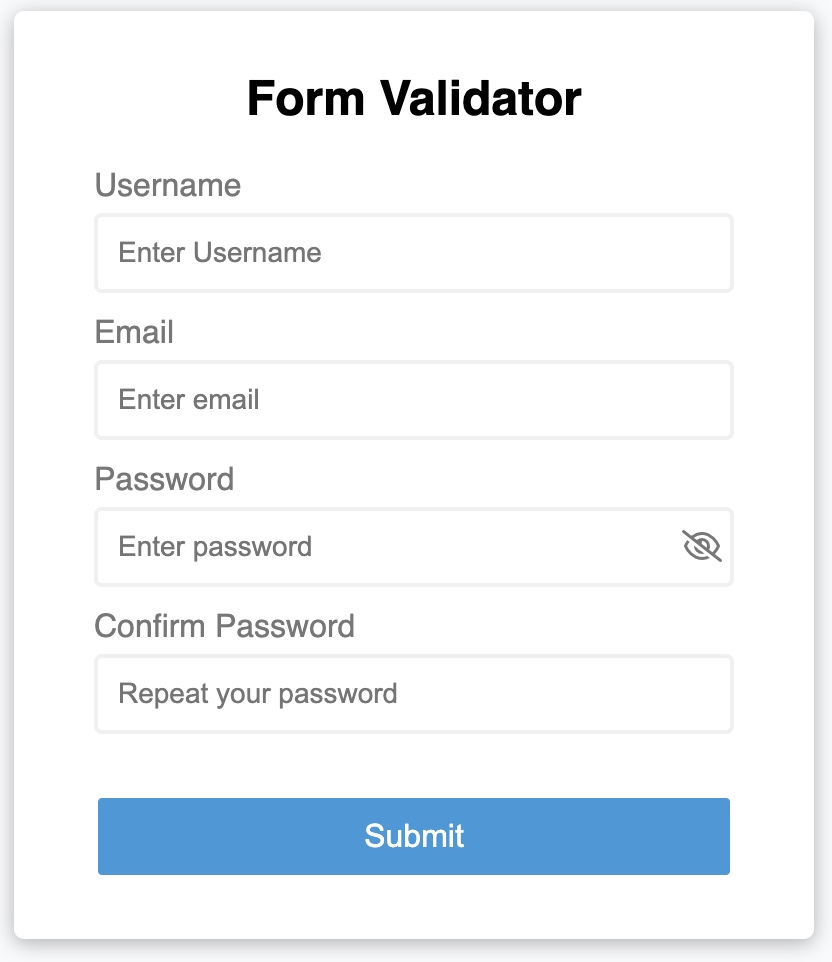 Form Validator
Username
Enter Username
Email
Enter email
Password
Enter password
Confirm Password
Repeat your password
Submit